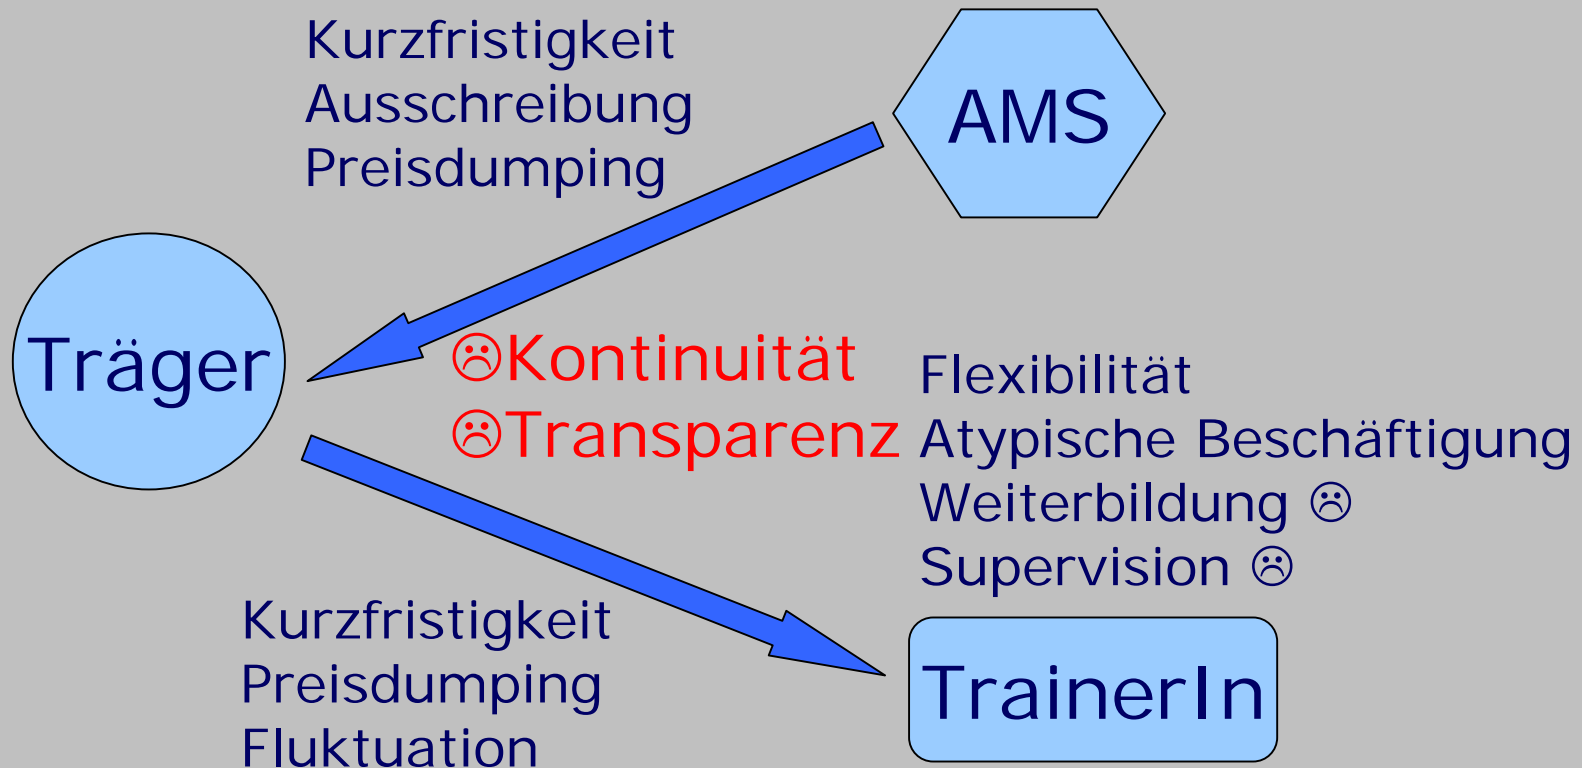 Kurzfristigkeit
Ausschreibung
Preisdumping
AMS
Träger
☹Kontinuität
☹Transparenz
Flexibilität
Atypische Beschäftigung
Weiterbildung ☹
Supervision ☹
Kurzfristigkeit
Preisdumping
Fluktuation
TrainerIn